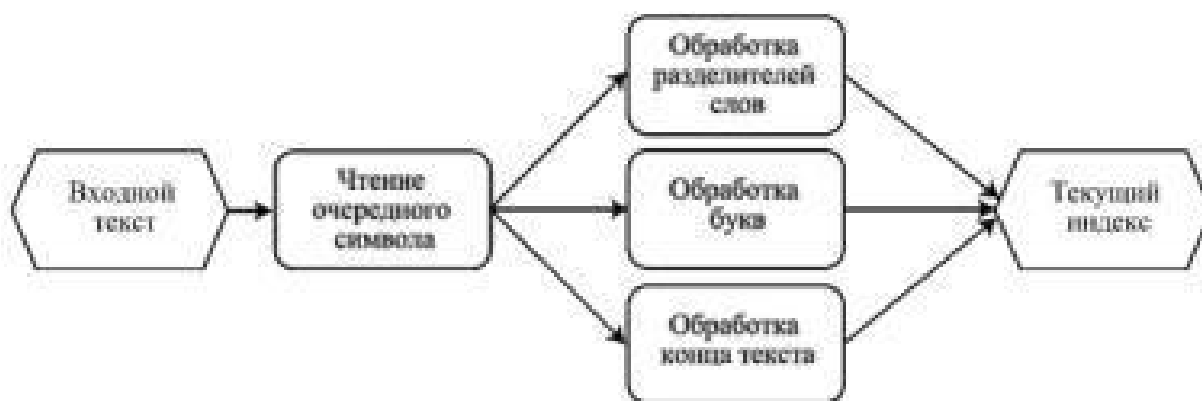 Входной
текст
Чтение
очередного
символа
Обработка
разделителей
слов
Обработка
букв
Обработка
конца текста
Текущий
индекс